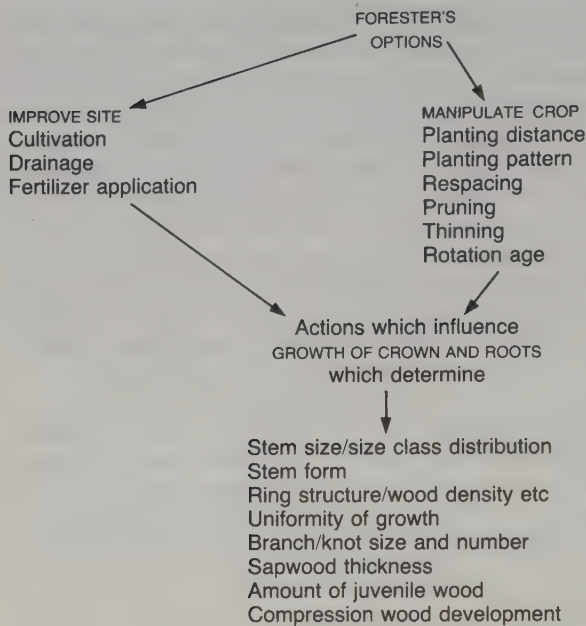 FORESTER'S
OPTIONS
IMPROVE SITE
Cultivation
Drainage
Fertilizer application
MANIPULATE CROP
Planting distance
Planting pattern
Respacing
Pruning
Thinning
Rotation age
Actions which influence
GROWTH OF CROWN AND ROOTS
which determine
Stem size/size class distribution
Stem form
Ring structure/wood density etc
Uniformity of growth
Branch/knot size and number
Sapwood thickness
Amount of juvenile wood
Compression wood development